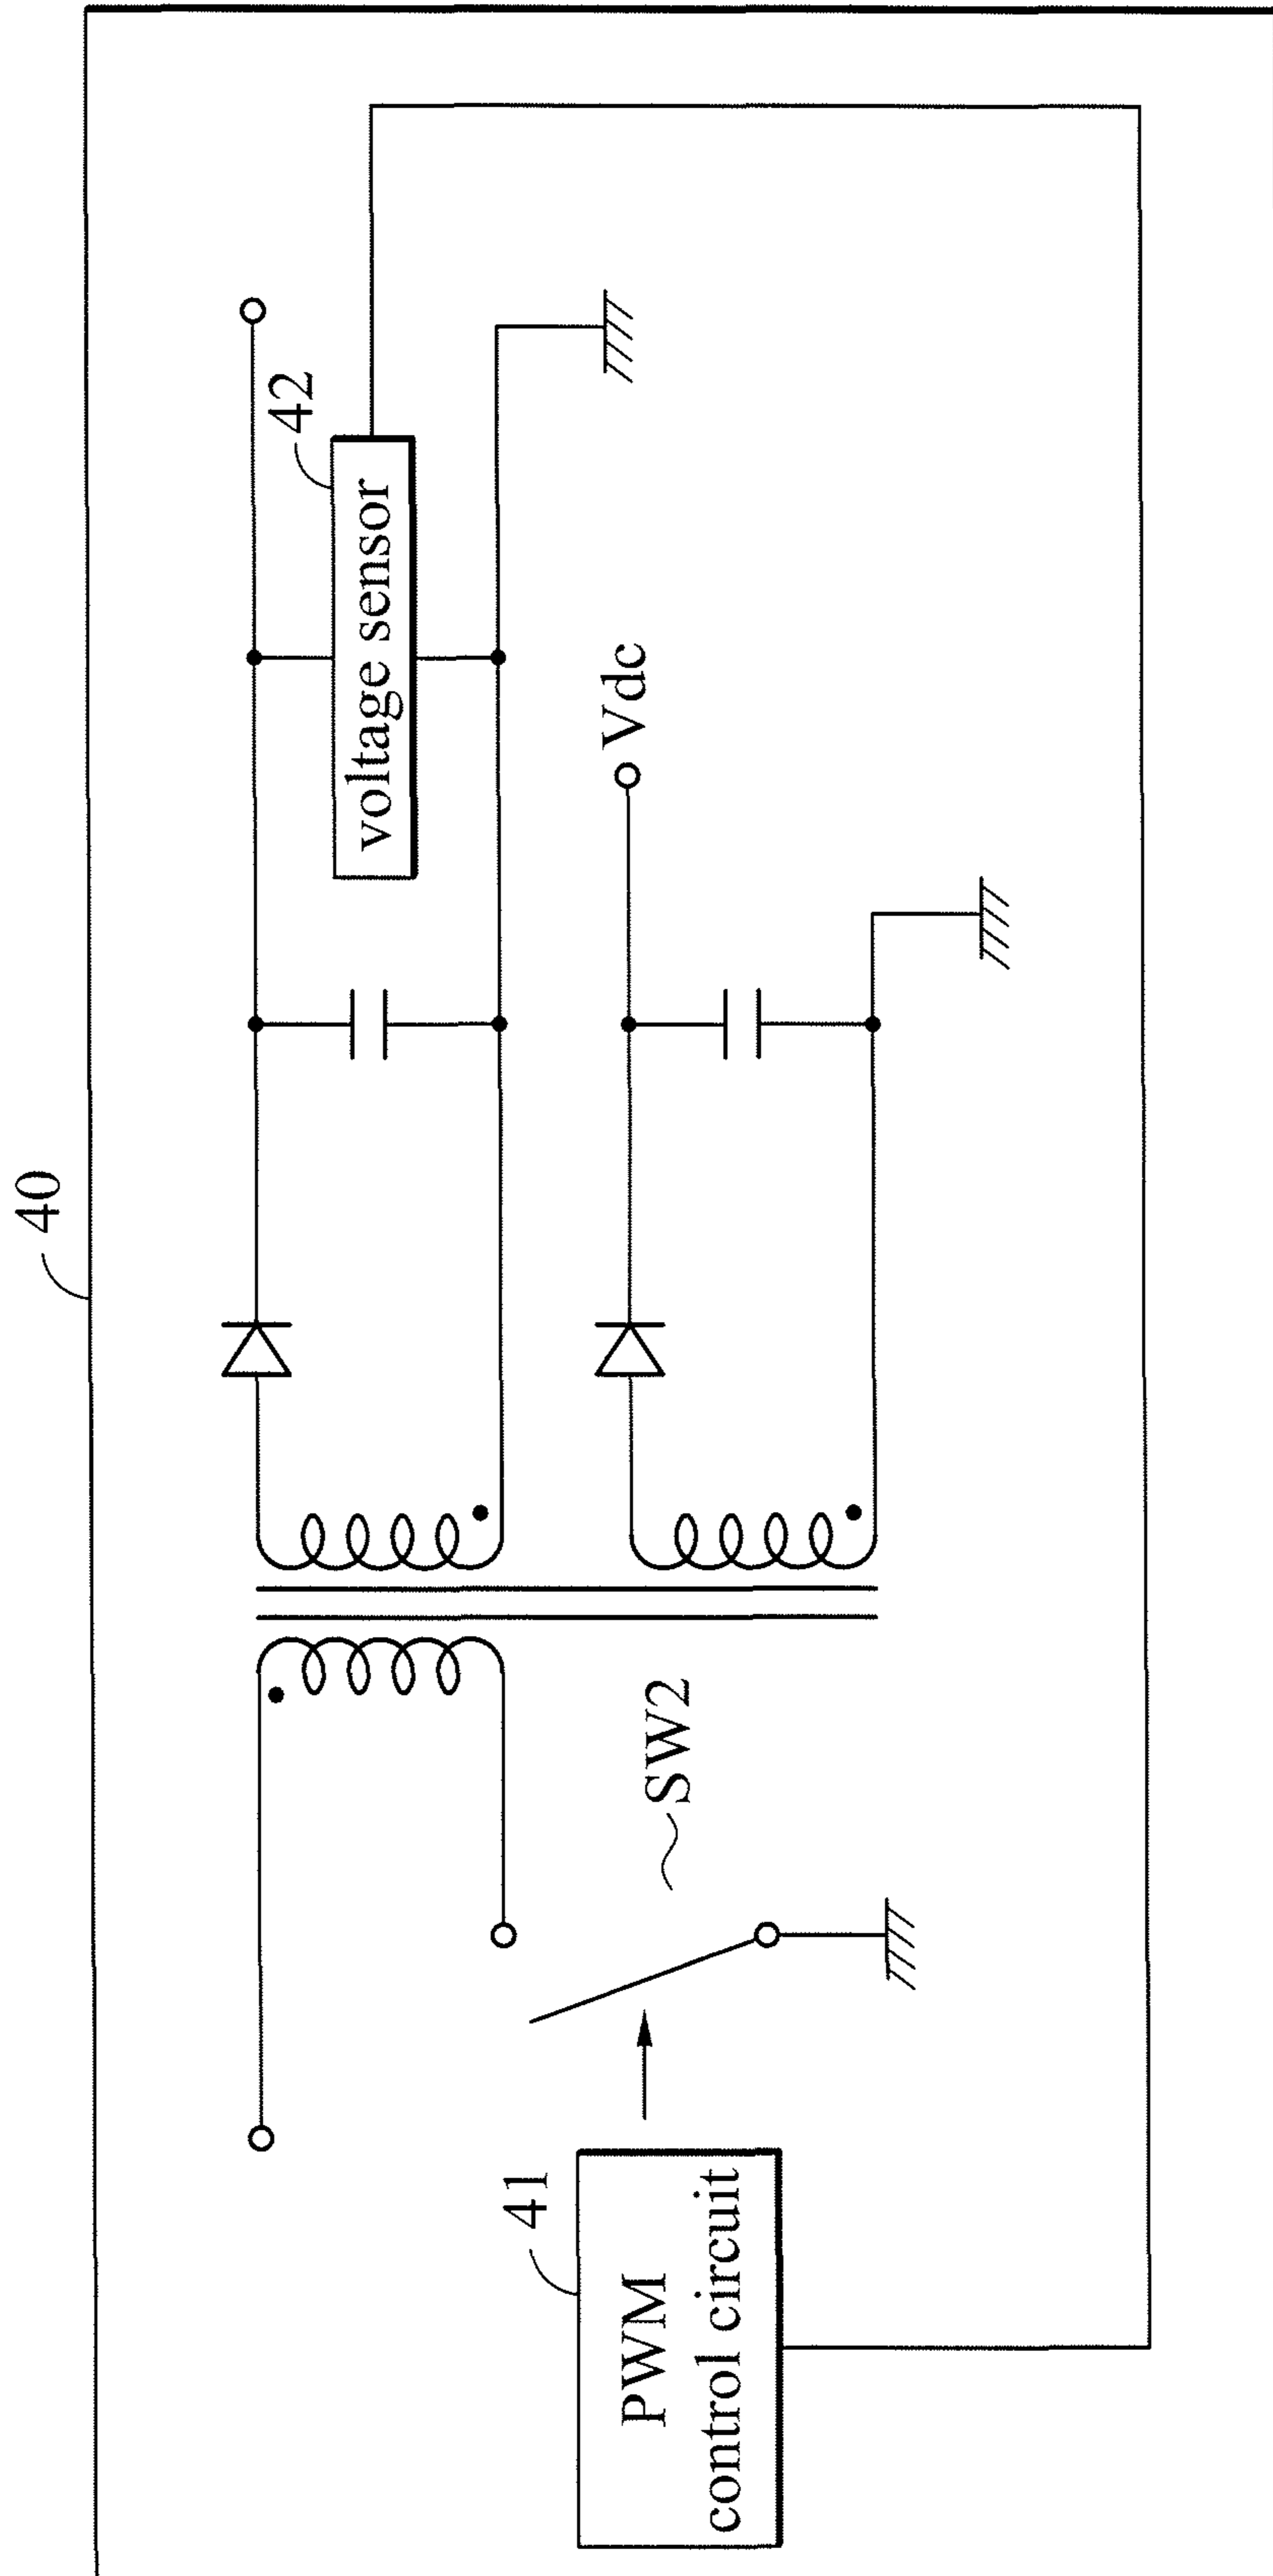 40
42
voltage sensor
Vdc
SW2
41
PWM
control circuit